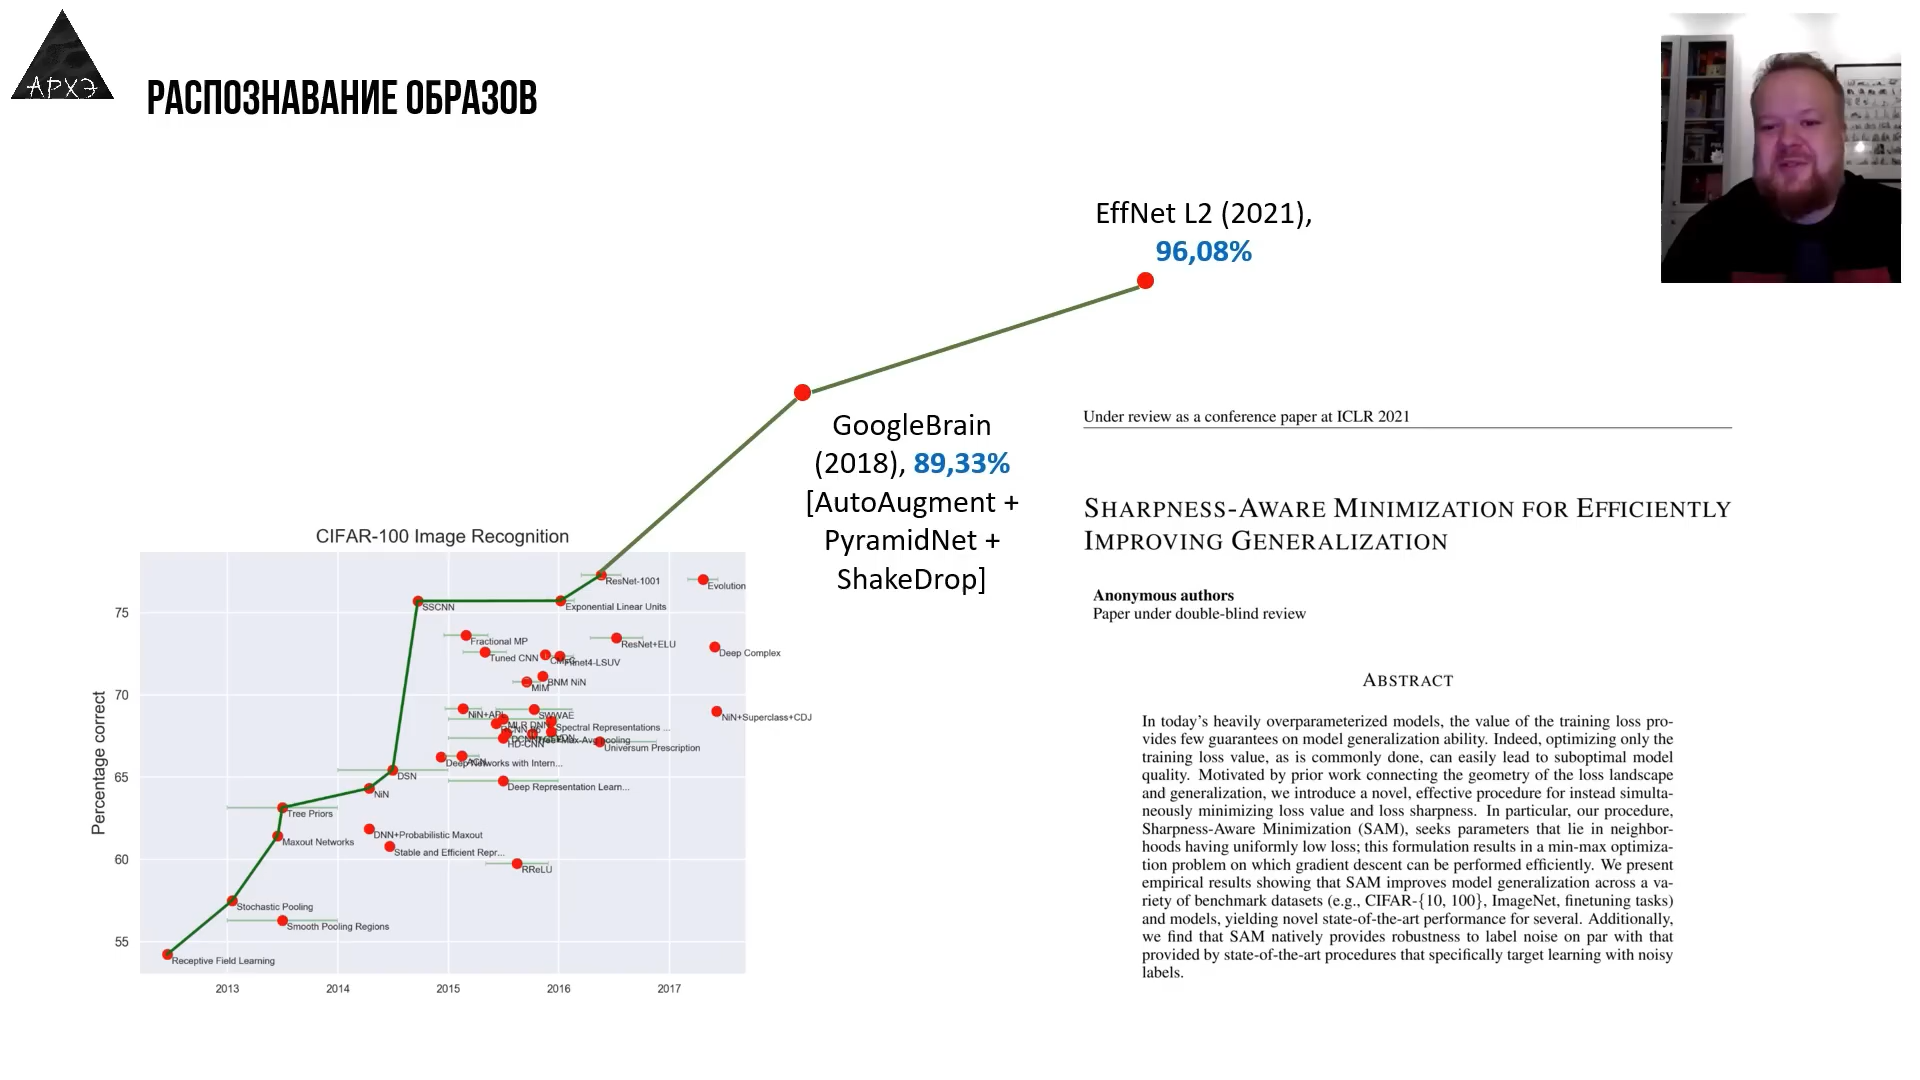 АРХЭ
РАСПОЗНАВАНИЕ ОБРАЗОВ
EffNet L2 (2021),
96,08%
GoogleBrain
(2018), 89,33%
[AutoAugment +
PyramidNet +
ShakeDrop]
CIFAR-100 Image Recognition
Percentage correct
75
70
65
60
55
2013
2014
2015
2016
2017
ResNet-1001
Evolution
SSCNN
Exponential Linear Units
Fractional MP
ResNet+ELU
Tuned CNN
Fitnet4-LSUV
Deep Complex
BNM NiN
MIM
NiN+APL
SWWAE
NiN+Superclass+CDJ
MLR DNN
Spectral Representations ...
Tree+Max-Avg pooling
HD-CNN
Universum Prescription
Deep Networks with Intern...
ACN
DSN
Deep Representation Learn...
NiN
Tree Priors
DNN+Probabilistic Maxout
Maxout Networks
Stable and Efficient Repr...
RReLU
Stochastic Pooling
Smooth Pooling Regions
Receptive Field Learning
Under review as a conference paper at ICLR 2021
SHARPNESS-AWARE MINIMIZATION FOR EFFICIENTLY
IMPROVING GENERALIZATION
Anonymous authors
Paper under double-blind review
ABSTRACT
In today's heavily overparameterized models, the value of the training loss pro-
vides few guarantees on model generalization ability. Indeed, optimizing only the
training loss value, as is commonly done, can easily lead to suboptimal model
quality. Motivated by prior work connecting the geometry of the loss landscape
and generalization, we introduce a novel, effective procedure for instead simulta-
neously minimizing loss value and loss sharpness. In particular, our procedure,
Sharpness-Aware Minimization (SAM), seeks parameters that lie in neighbor-
hoods having uniformly low loss; this formulation results in a min-max optimiza-
tion problem on which gradient descent can be performed efficiently. We present
empirical results showing that SAM improves model generalization across a va-
riety of benchmark datasets (e.g., CIFAR-{10, 100}, ImageNet, finetuning tasks)
and models, yielding novel state-of-the-art performance for several. Additionally,
we find that SAM natively provides robustness to label noise on par with that
provided by state-of-the-art procedures that specifically target learning with noisy
labels.